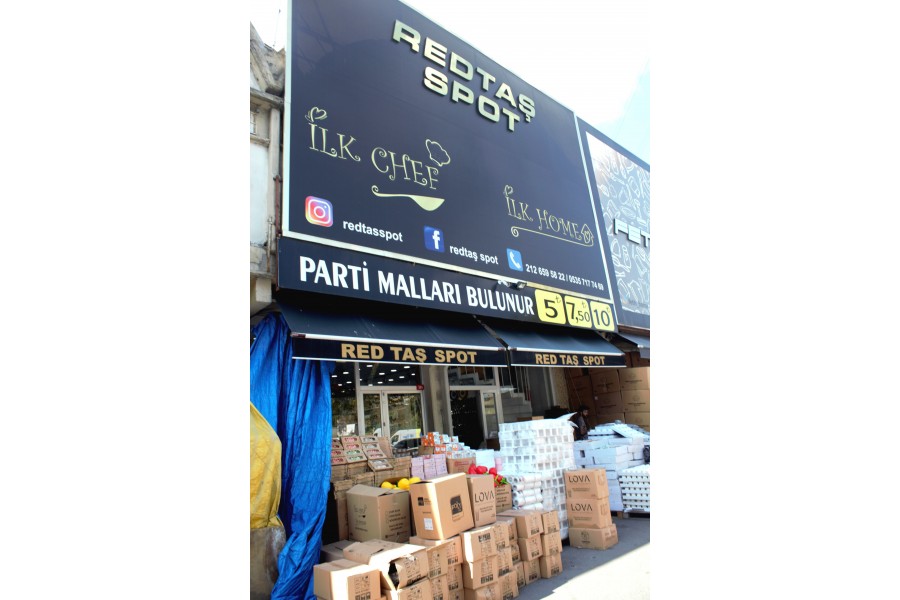 REDTAŞ
SPOT
İLK CHEF
İLK HOME
redtasspot
redtaş spot
212 659 58 22 / 0535 717 74 69
PARTİ MALLARI BULUNUR 5₺ 7,50₺ 10₺
RED TAŞ SPOT
RED TAŞ SPOT
LOVA
LOVA
LOVA